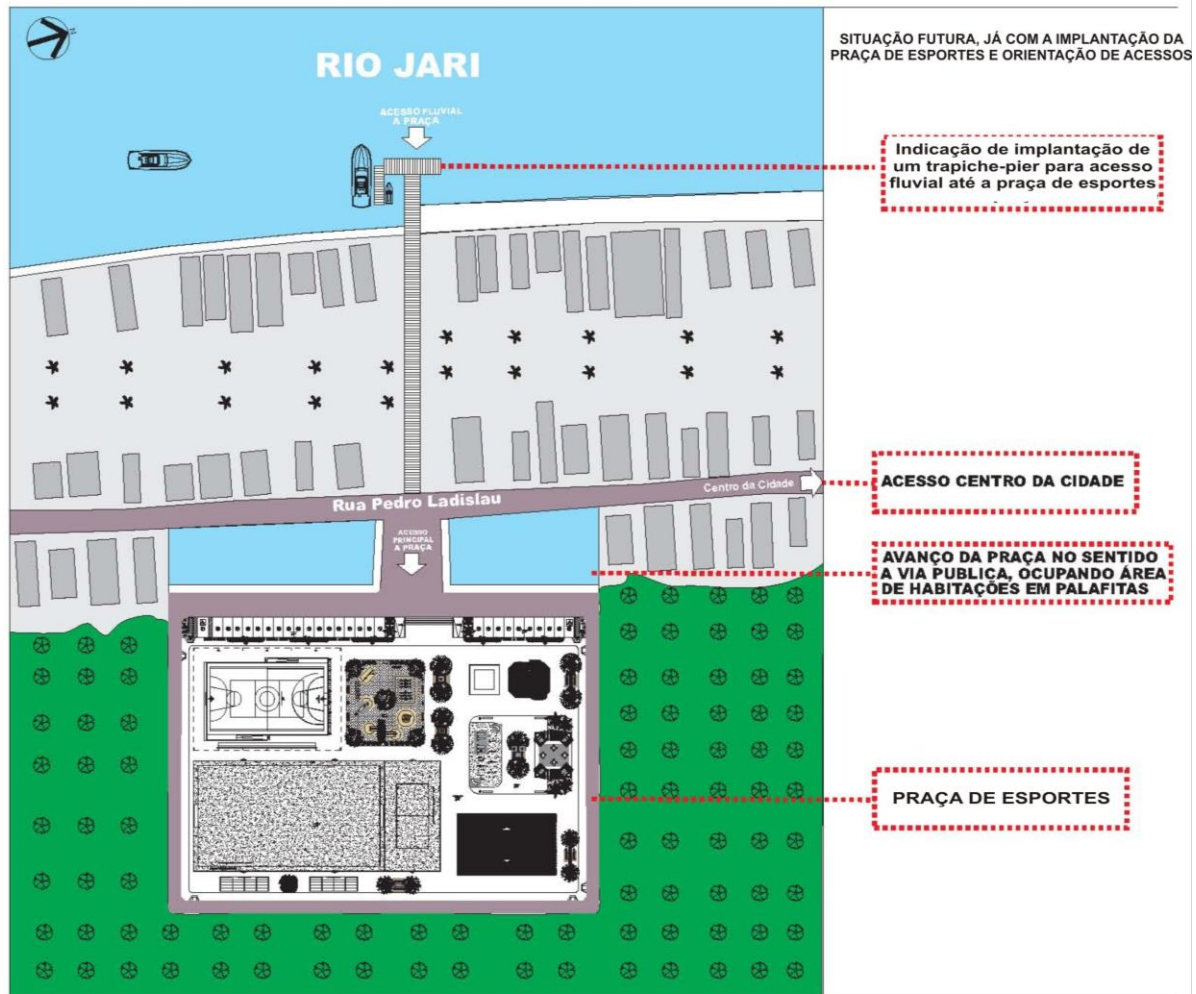 SITUAÇÃO FUTURA, JÁ COM A IMPLANTAÇÃO DA
PRAÇA DE ESPORTES E ORIENTAÇÃO DE ACESSOS
RIO JARI
ACESSO FLUVIAL
A PRAÇA
Indicação de implantação de
um trapiche-pier para acesso
fluvial até a praça de esportes
Rua Pedro Ladislau
Centro da Cidade
ACESSO CENTRO DA CIDADE
ACESSO
PRINCIPAL
A PRAÇA
AVANÇO DA PRAÇA NO SENTIDO
A VIA PUBLICA, OCUPANDO ÁREA
DE HABITAÇÕES EM PALAFITAS
PRAÇA DE ESPORTES